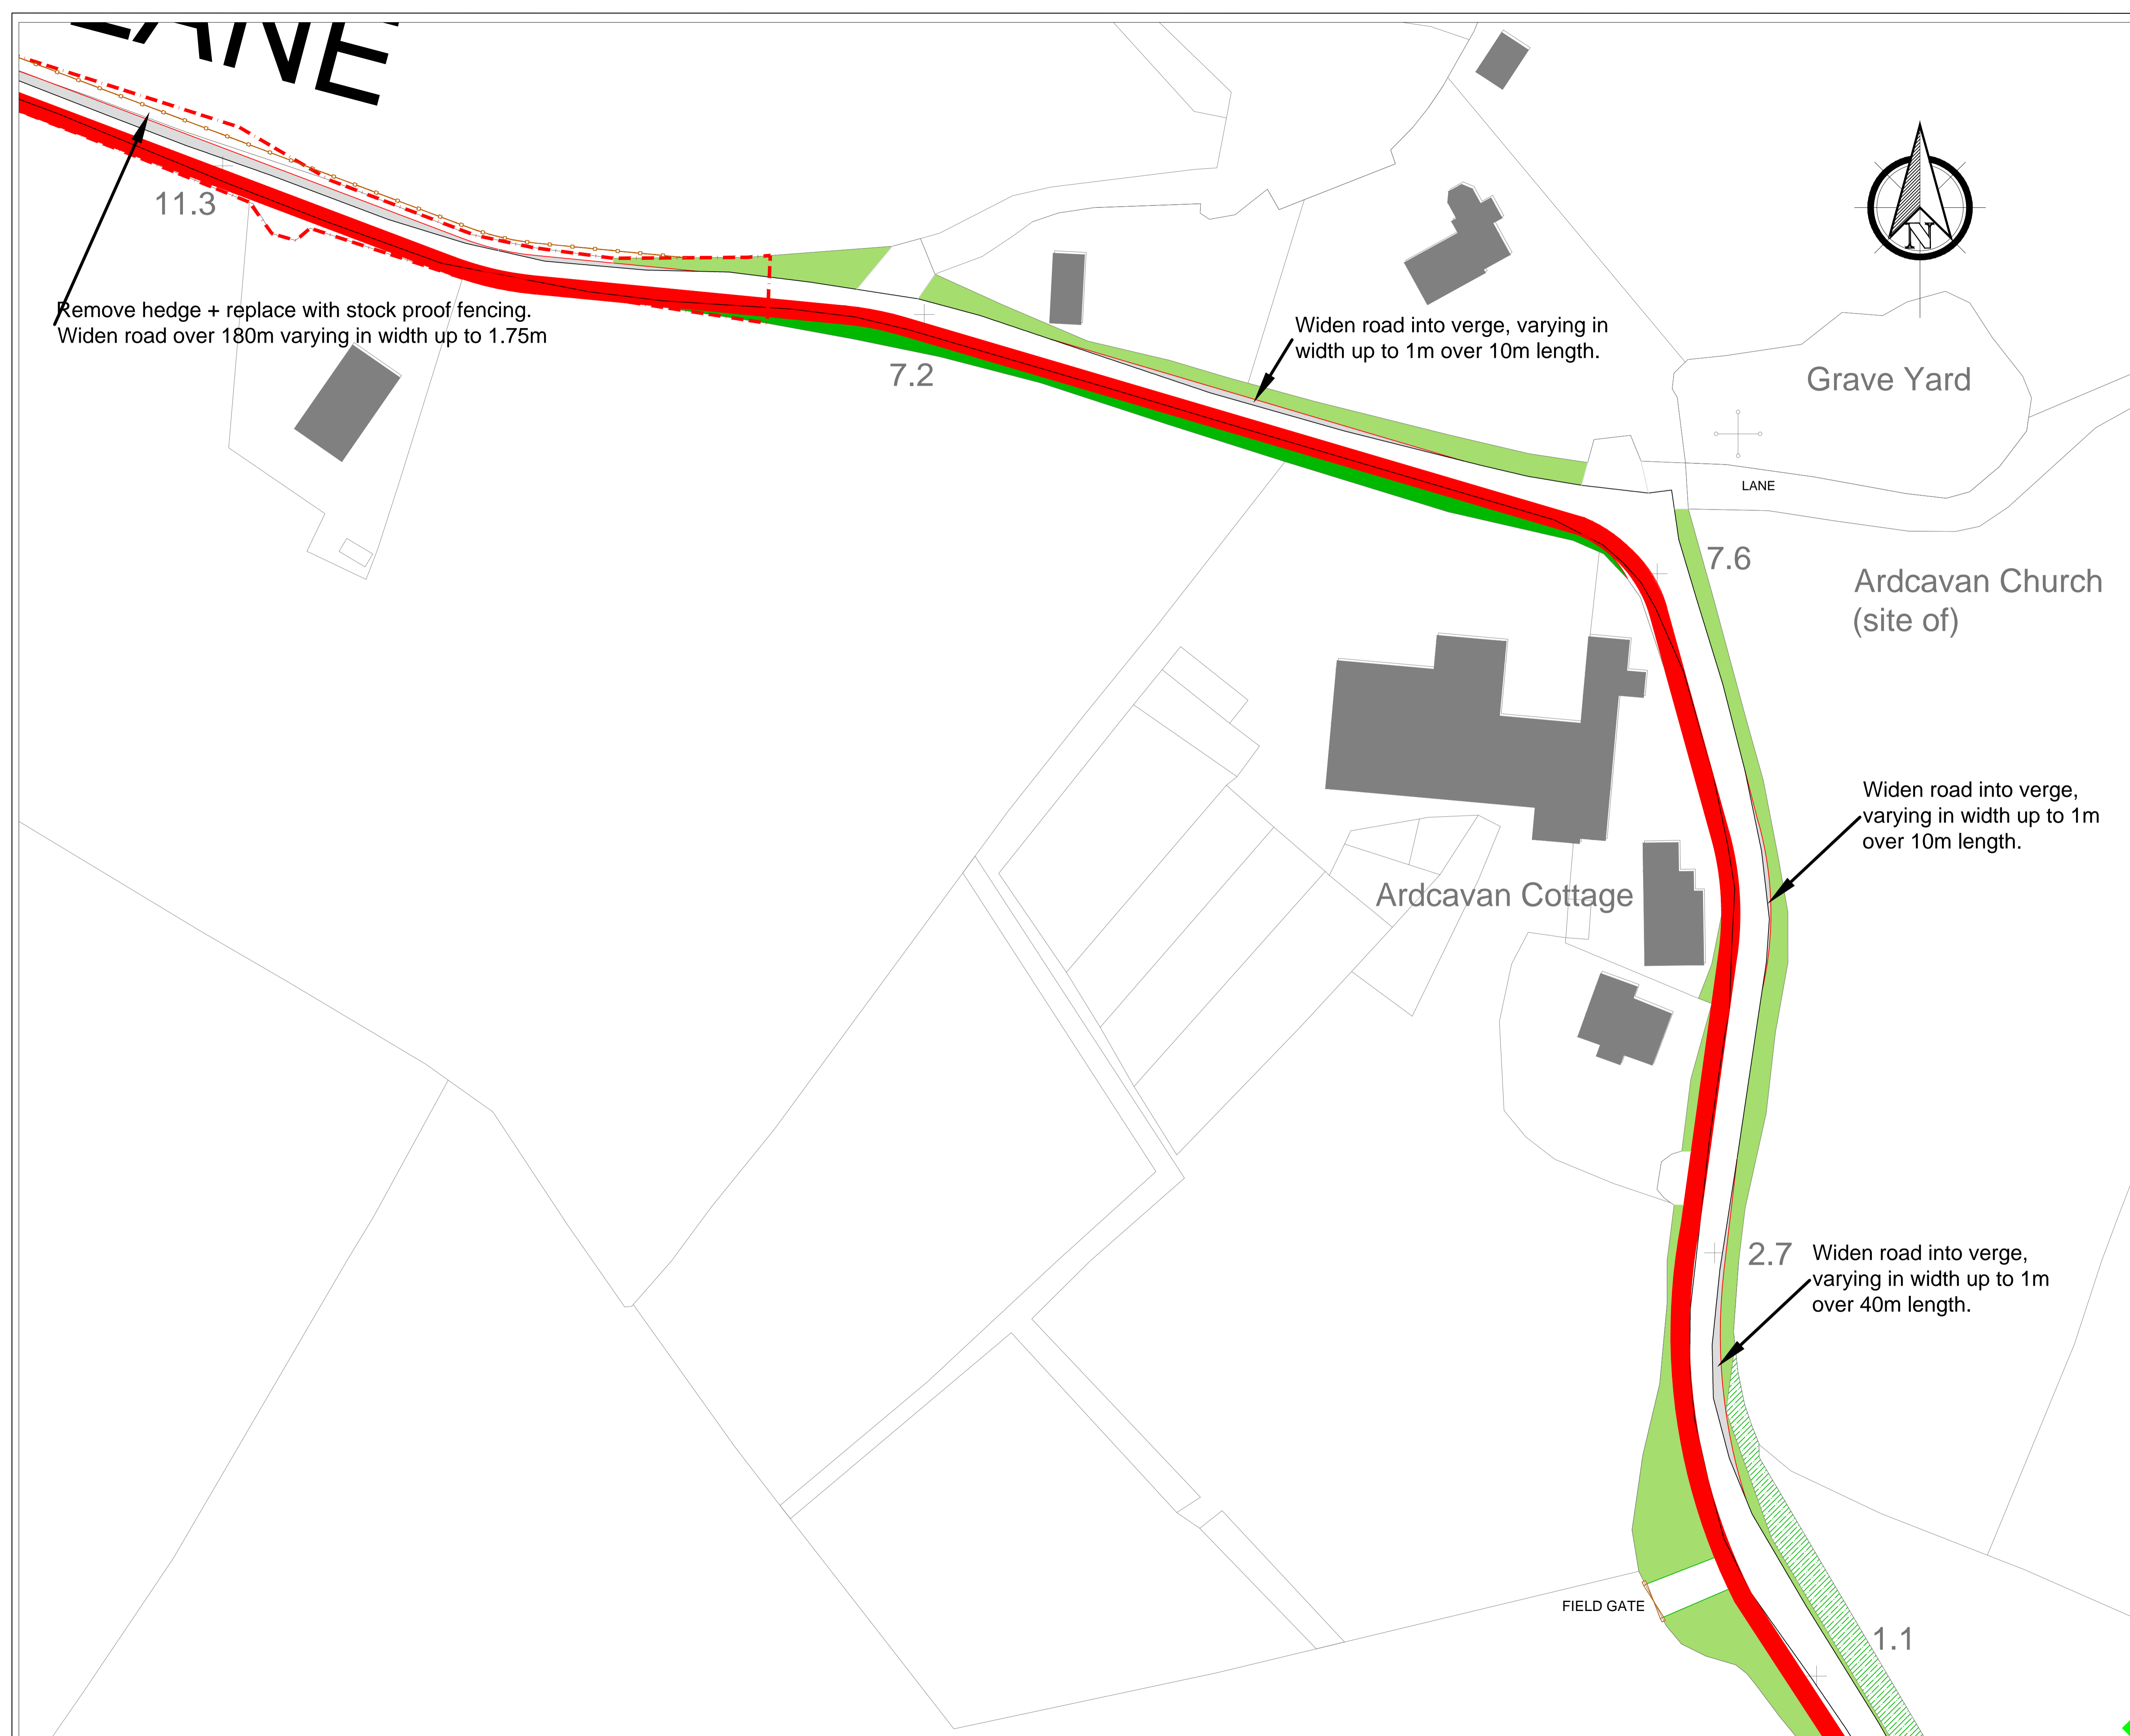 LANE
11.3
Remove hedge + replace with stock proof fencing.
Widen road over 180m varying in width up to 1.75m
7.2
Widen road into verge, varying in
width up to 1m over 10m length.
N
Grave Yard
LANE
7.6
Ardcavan Church
(site of)
Widen road into verge,
varying in width up to 1m
over 10m length.
Ardcavan Cottage
2.7
Widen road into verge,
varying in width up to 1m
over 40m length.
FIELD GATE
1.1